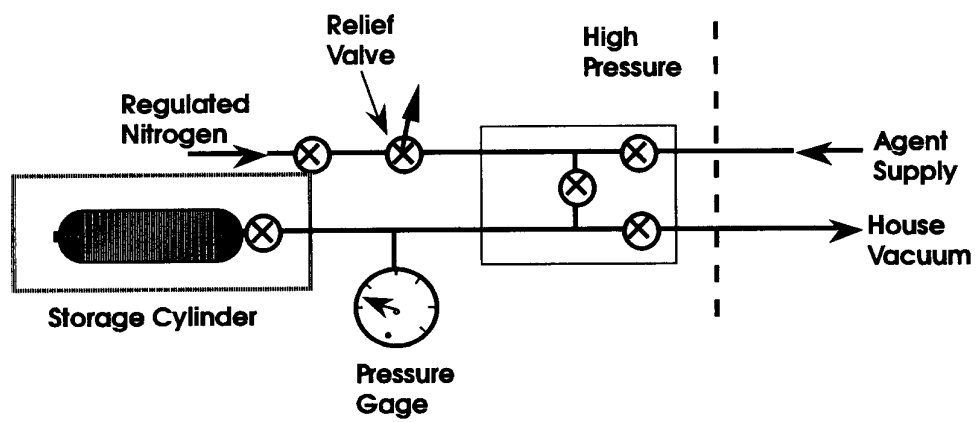 Relief
Valve
High
Pressure
Regulated
Nitrogen
Agent
Supply
House
Vacuum
Storage Cylinder
Pressure
Gage